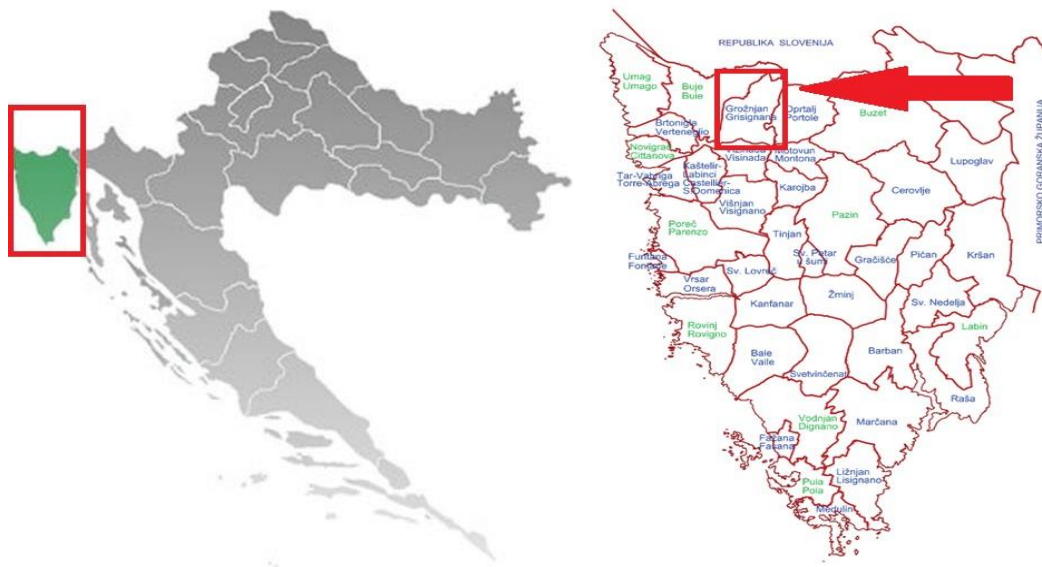 REPUBLIKA SLOVENIJA
Umag
Umago
Buje
Buie
Grožnjan
Grisignana
Oprtalj
Portole
Buzet
Brtonigla
Verteneglio
Novigrad
Cittanova
Vižinada
Visinada
Motovun
Montona
Lupoglav
PRIMORSKO GORANSKA ŽUPANIJA
Tar-Vabriga
Torre-Abrega
Kaštelir-
Labinci
Castellier-
S.Domenica
Karojba
Cerovlje
Višnjan
Visignano
Pazin
Poreč
Parenzo
Tinjan
Sv. Petar
u šumi
Gračišće
Pićan
Kršan
Funtana
Fontane
Vrsar
Orsera
Sv. Lovreč
Kanfanar
Žminj
Sv. Nedelja
Rovinj
Rovigno
Labin
Bale
Valle
Svetvinčenat
Barban
Raša
Vodnjan
Dignano
Marčana
Fažana
Fasana
Ližnjan
Lisignano
Pula
Pola
Medulin